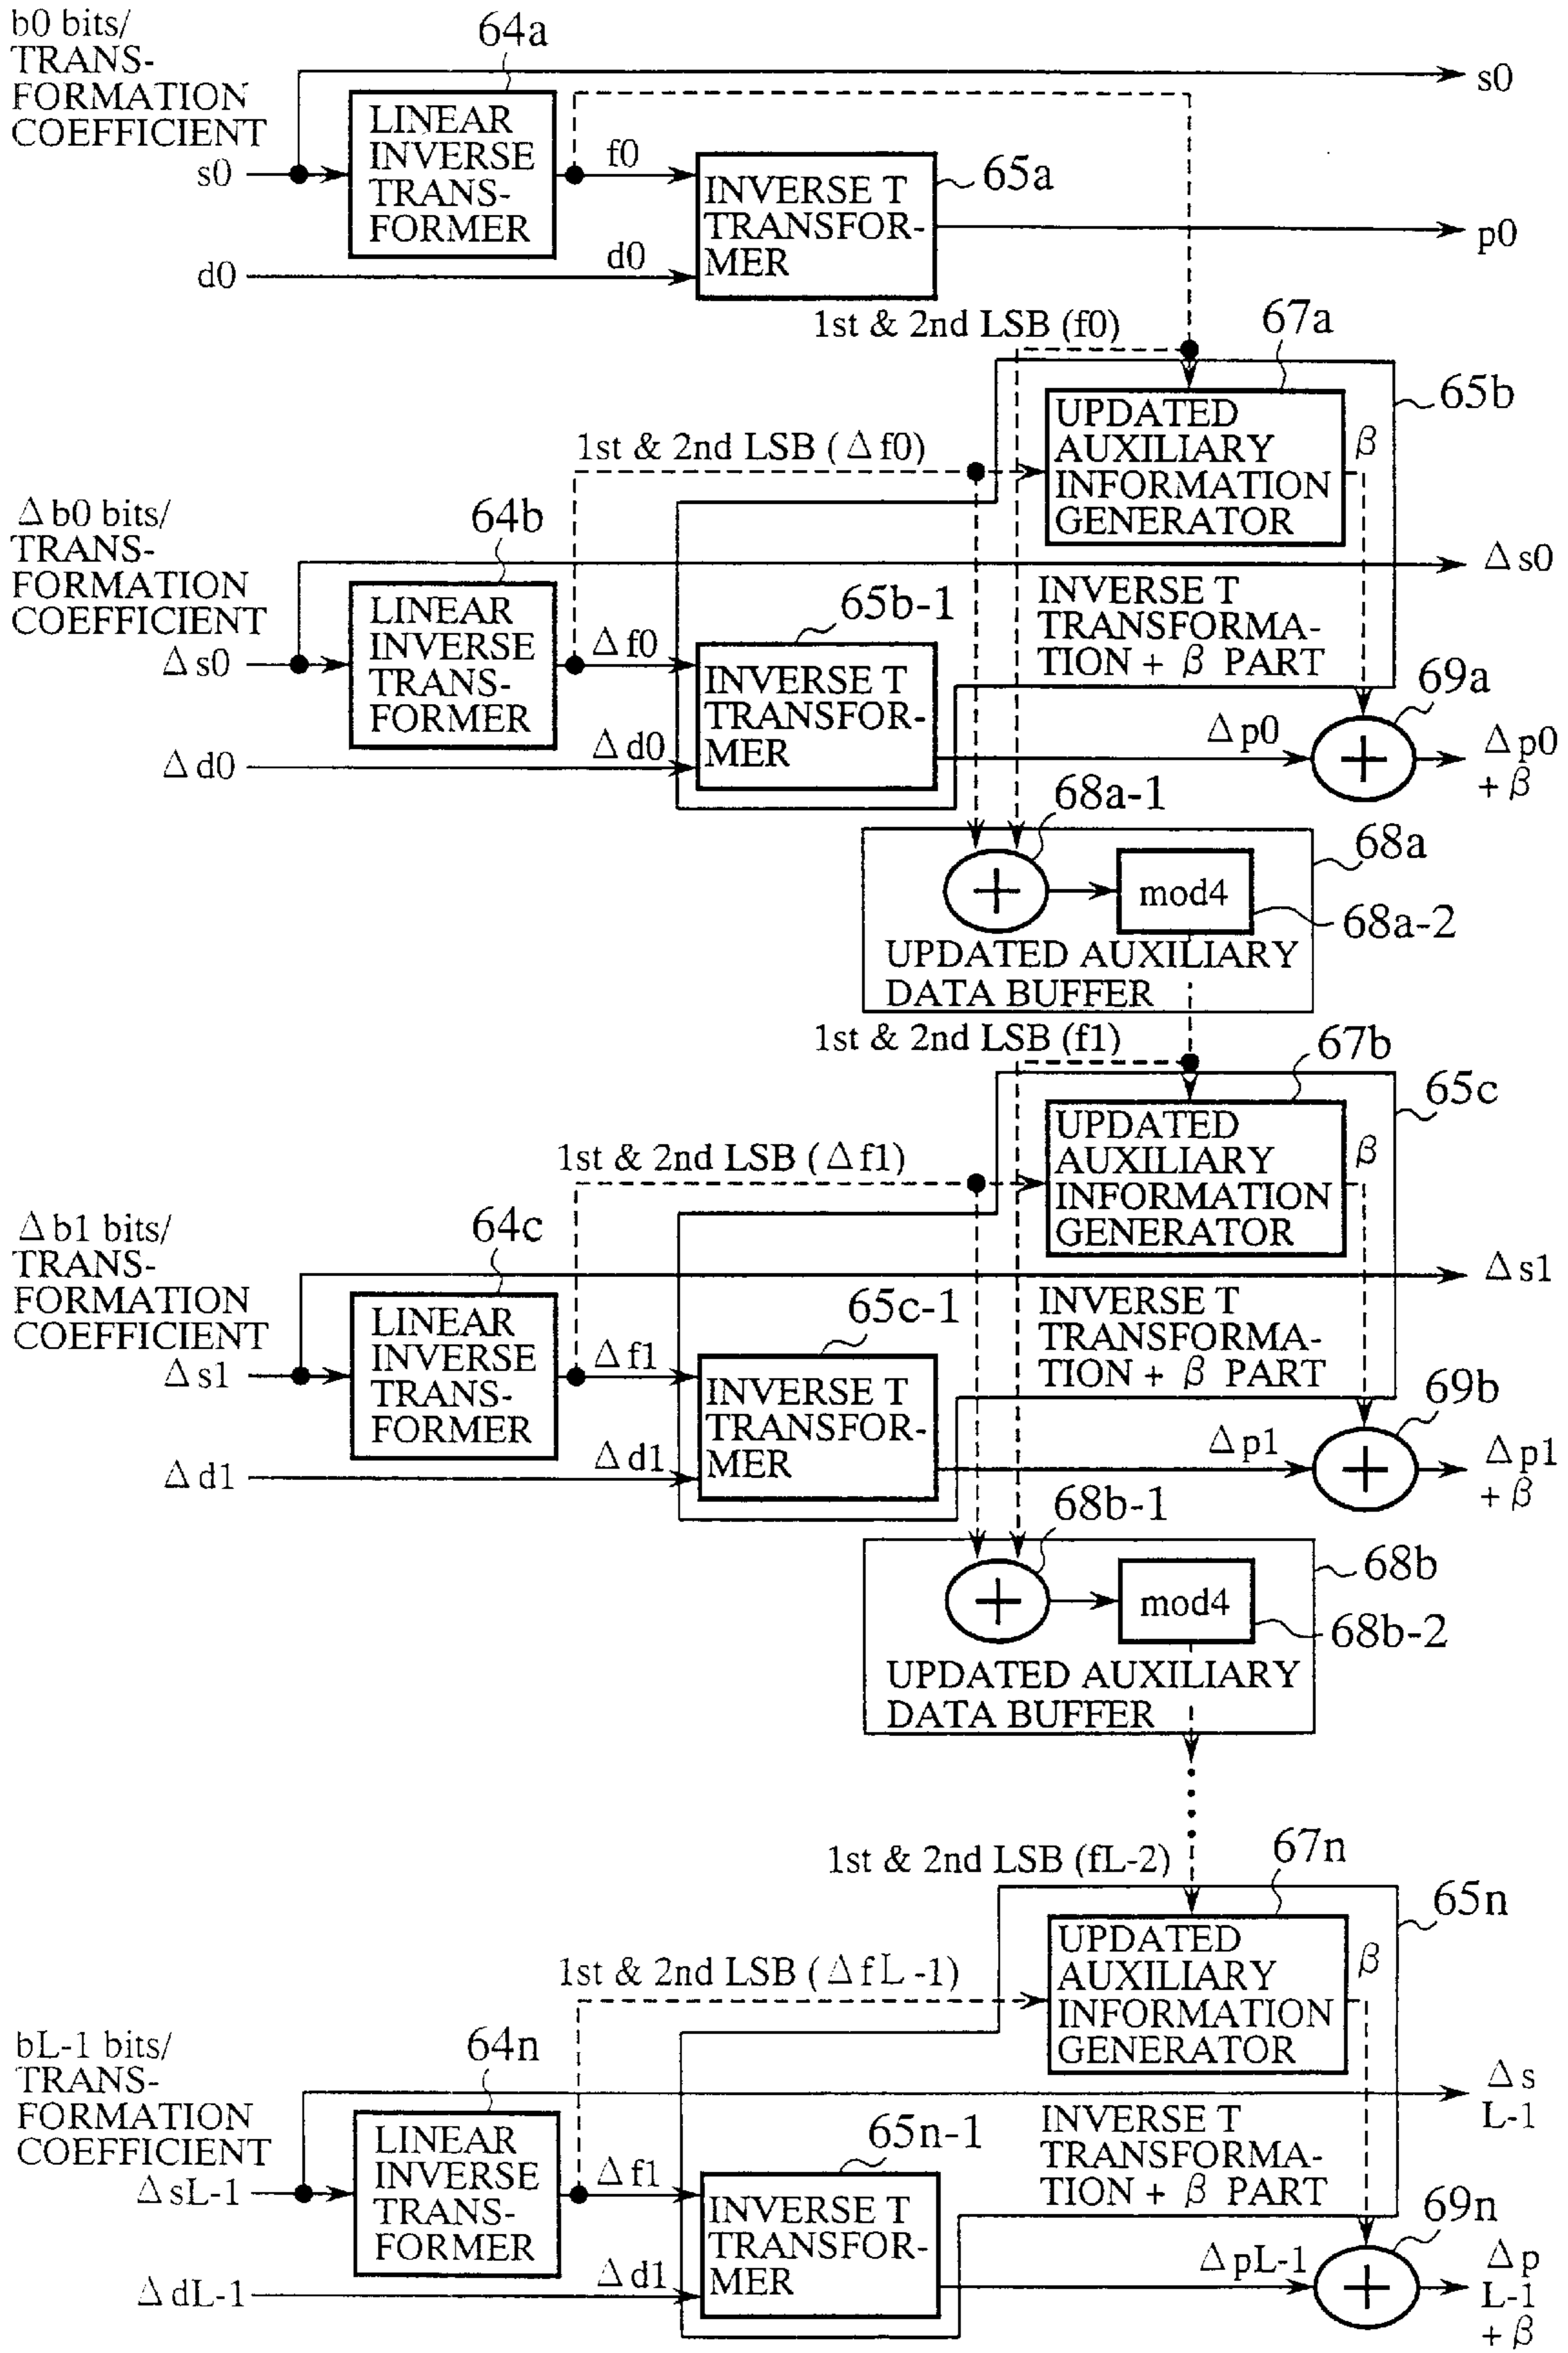 b0 bits/
TRANS-
FORMATION
COEFFICIENT
s0
d0
64a
LINEAR
INVERSE
TRANS-
FORMER
f0
d0
65a
INVERSE T
TRANSFOR-
MER
s0
p0
1st & 2nd LSB (f0)
67a
65b
UPDATED
AUXILIARY
INFORMATION
GENERATOR
β
1st & 2nd LSB (Δf0)
Δb0 bits/
TRANS-
FORMATION
COEFFICIENT
Δs0
Δd0
64b
LINEAR
INVERSE
TRANS-
FORMER
Δf0
Δd0
65b-1
INVERSE T
TRANSFOR-
MER
INVERSE T
TRANSFORMA-
TION + β PART
Δs0
69a
Δp0
+
Δp0
+ β
68a-1
68a
+
mod4
68a-2
UPDATED AUXILIARY
DATA BUFFER
1st & 2nd LSB (f1)
67b
65c
UPDATED
AUXILIARY
INFORMATION
GENERATOR
β
1st & 2nd LSB (Δf1)
Δb1 bits/
TRANS-
FORMATION
COEFFICIENT
Δs1
Δd1
64c
LINEAR
INVERSE
TRANS-
FORMER
Δf1
Δd1
65c-1
INVERSE T
TRANSFOR-
MER
INVERSE T
TRANSFORMA-
TION + β PART
Δs1
69b
Δp1
+
Δp1
+ β
68b-1
68b
+
mod4
68b-2
UPDATED AUXILIARY
DATA BUFFER
1st & 2nd LSB (fL-2)
67n
65n
UPDATED
AUXILIARY
INFORMATION
GENERATOR
β
1st & 2nd LSB (ΔfL-1)
bL-1 bits/
TRANS-
FORMATION
COEFFICIENT
ΔsL-1
ΔdL-1
64n
LINEAR
INVERSE
TRANS-
FORMER
Δf1
Δd1
65n-1
INVERSE T
TRANSFOR-
MER
INVERSE T
TRANSFORMA-
TION + β PART
Δs
L-1
69n
ΔpL-1
+
Δp
L-1
+ β